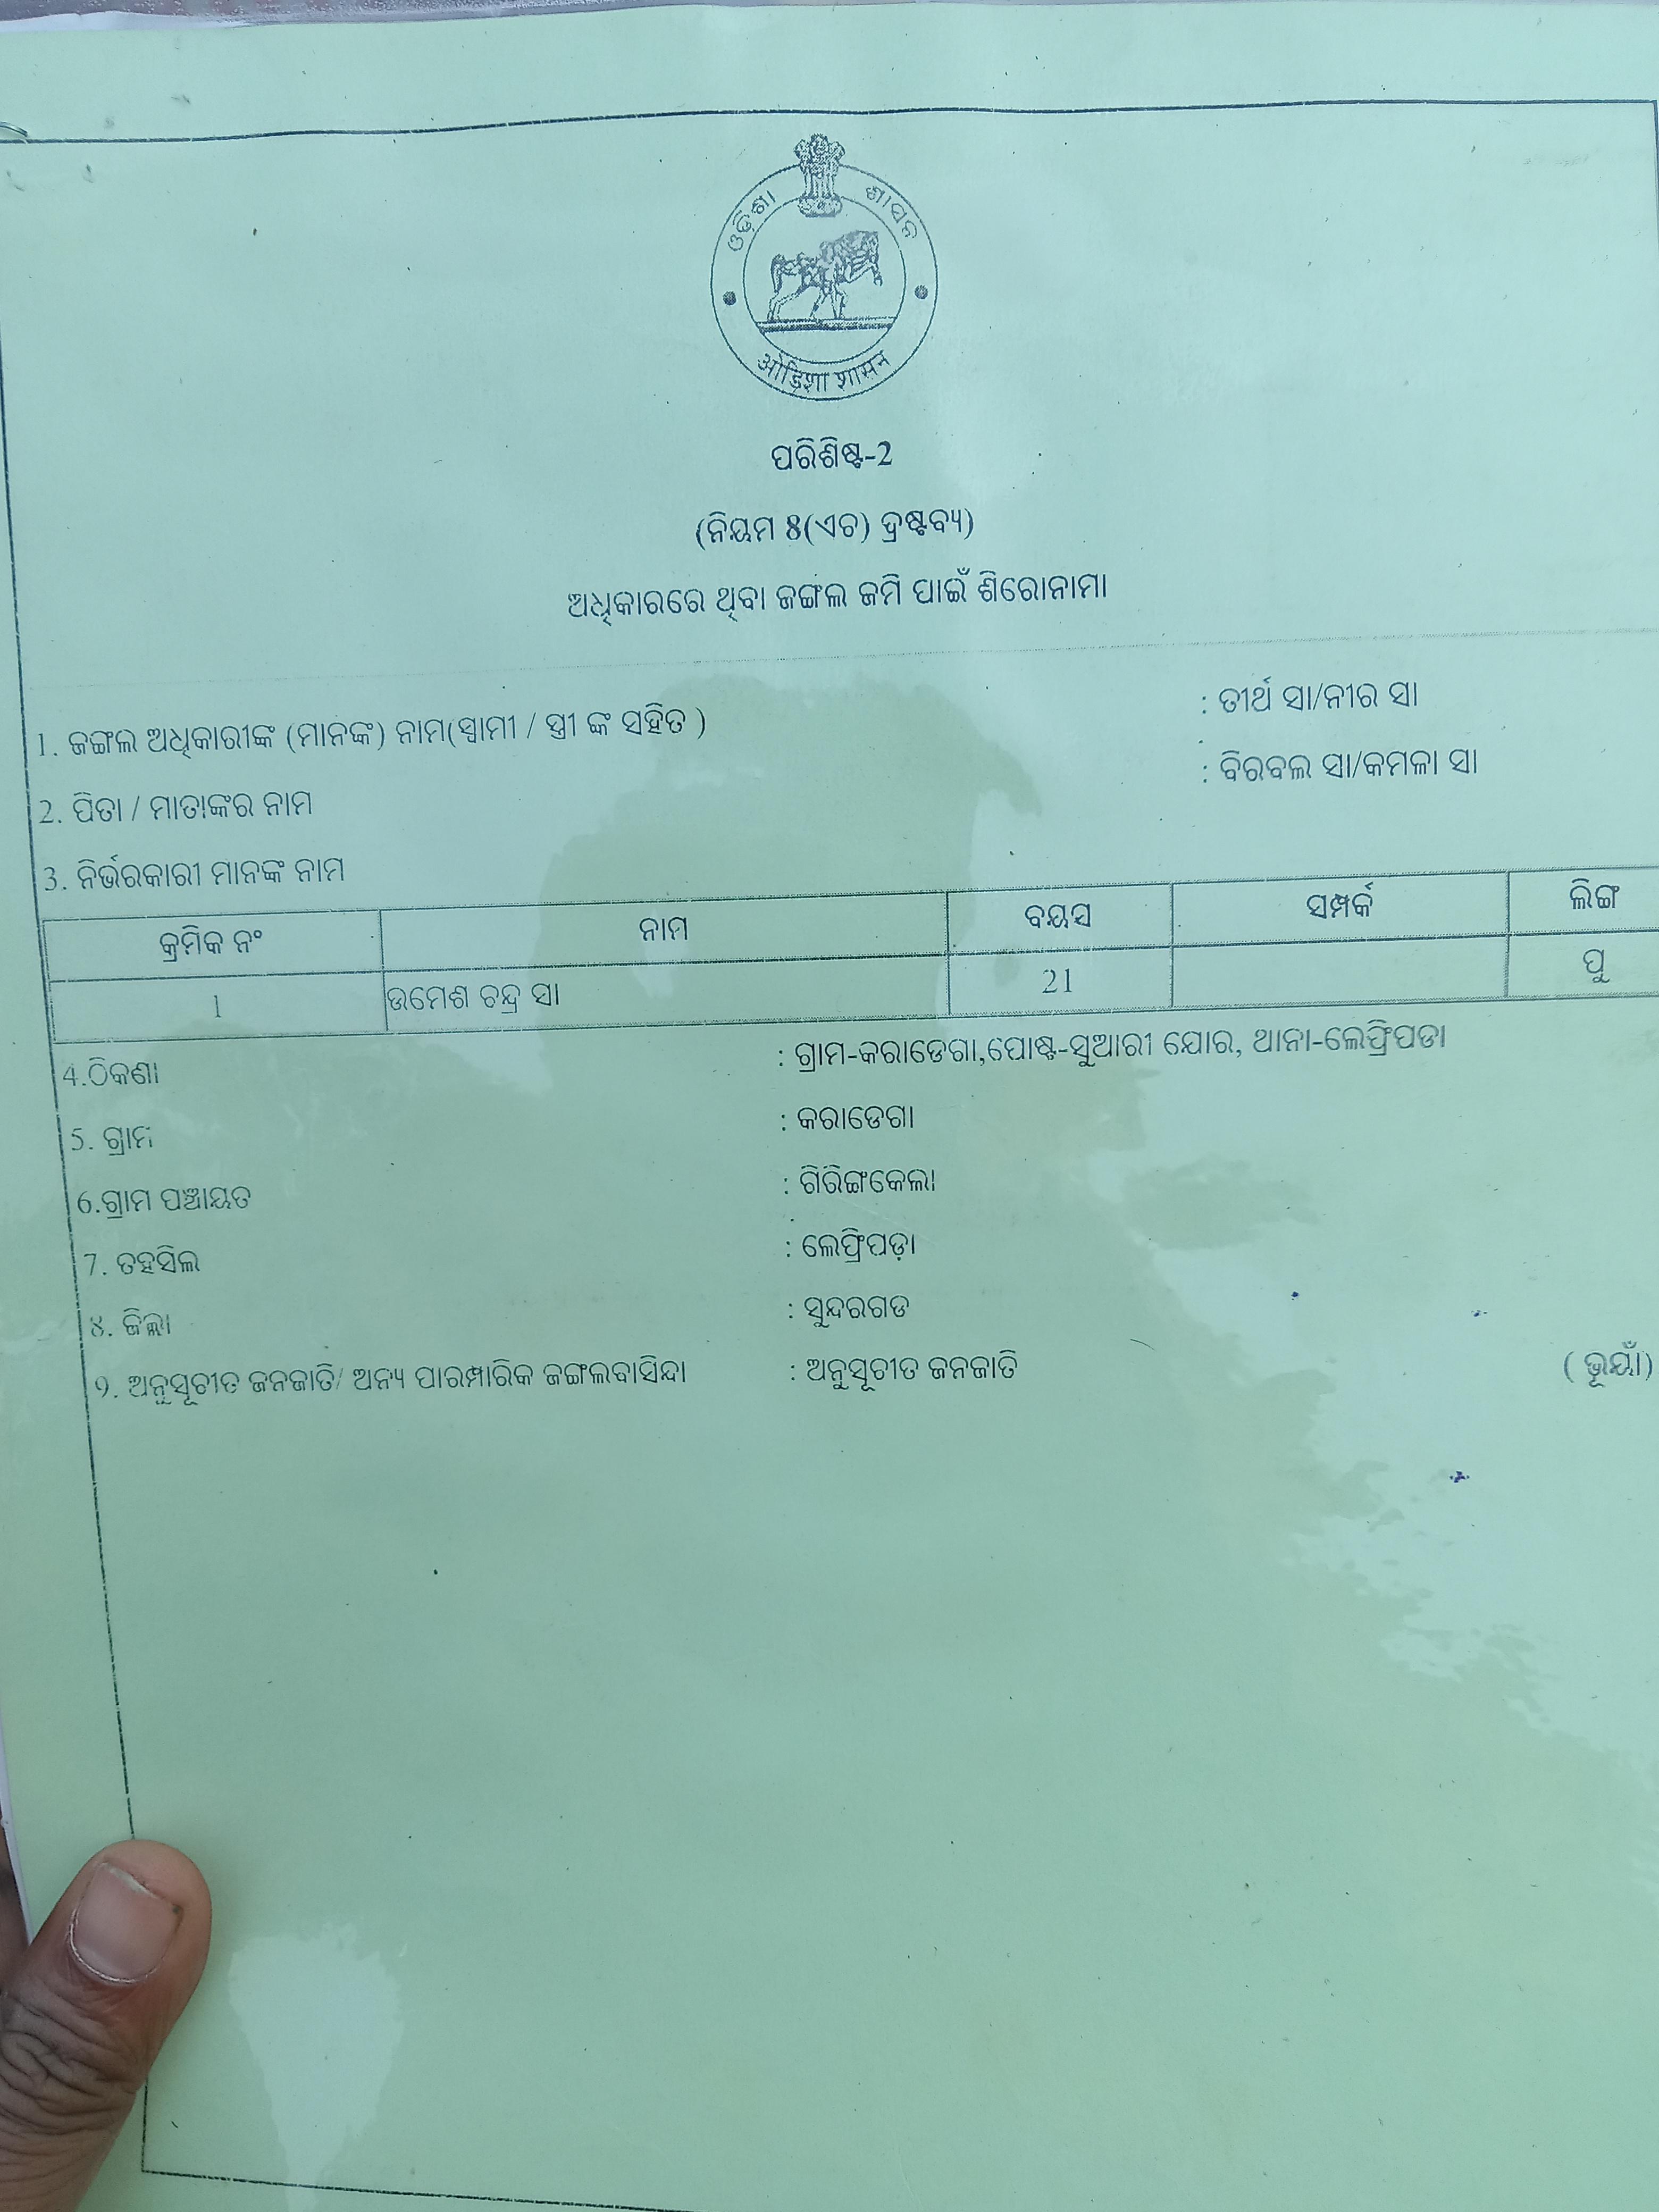 ଓଡ଼ିଶା ଶାସନ
ओड़िशा शासन
ପରିଶିଷ୍ଟ-2
(ନିୟମ 8(ଏଚ) ଦ୍ରଷ୍ଟବ୍ୟ)
ଅଧିକାରରେ ଥିବା ଜଙ୍ଗଲ ଜମି ପାଇଁ ଶିରୋନାମା
1. ଜଙ୍ଗଲ ଅଧିକାରୀଙ୍କ (ମାନଙ୍କ) ନାମ(ସ୍ୱାମୀ / ସ୍ତ୍ରୀ ଙ୍କ ସହିତ ) : ତୀର୍ଥ ସା/ନୀର ସା
2. ପିତା / ମାତାଙ୍କର ନାମ : ବିରବଲ ସା/କମଳା ସା
3. ନିର୍ଭରକାରୀ ମାନଙ୍କ ନାମ
କ୍ରମିକ ନଂ ନାମ ବୟସ ସମ୍ପର୍କ ଲିଙ୍ଗ
1 ଉମେଶ ଚନ୍ଦ୍ର ସା 21 ପୁ
4.ଠିକଣା : ଗ୍ରାମ-କରାଡେଗା,ପୋଷ୍ଟ-ସୁଆରୀ ଯୋର, ଥାନା-ଲେଫ୍ରିପଡା
5. ଗ୍ରାମ : କରାଡେଗା
6.ଗ୍ରାମ ପଞ୍ଚାୟତ : ଗିରିଙ୍ଗକେଲା
7. ତହସିଲ : ଲେଫ୍ରିପଡ଼ା
8. ଜିଲ୍ଲା : ସୁନ୍ଦରଗଡ
9. ଅନୁସୂଚୀତ ଜନଜାତି/ ଅନ୍ୟ ପାରମ୍ପାରିକ ଜଙ୍ଗଲବାସିନ୍ଦା : ଅନୁସୂଚୀତ ଜନଜାତି ( ଭୂୟାଁ)